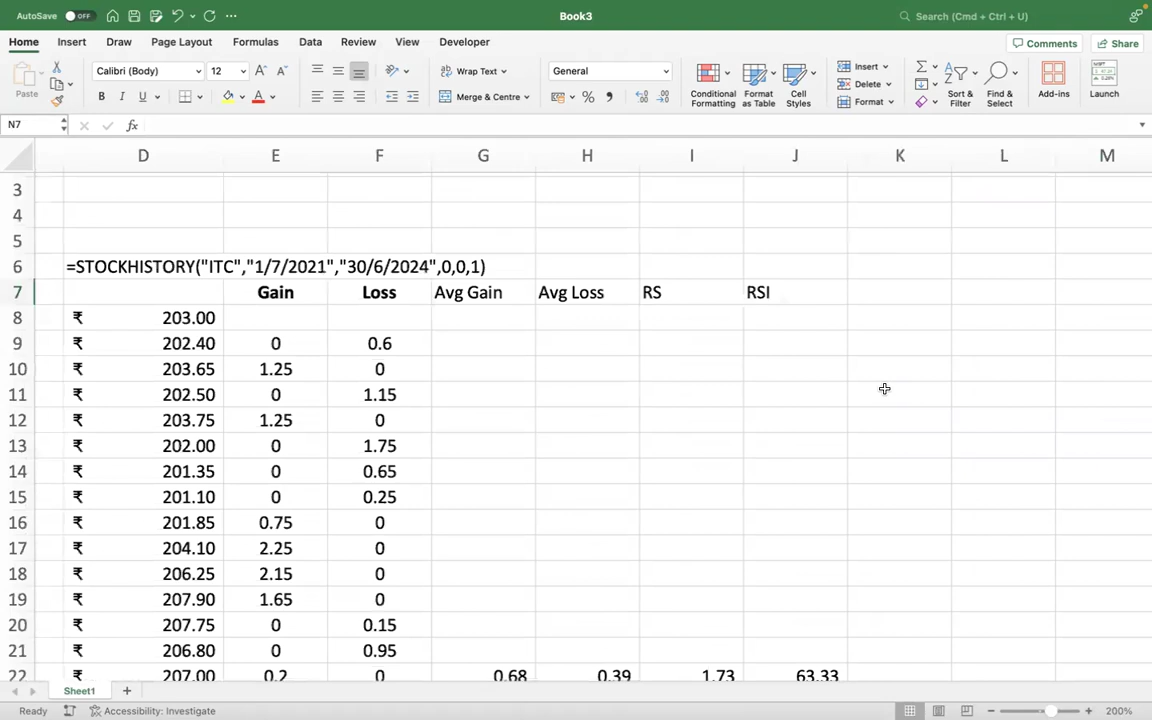 AutoSave OFF Book3 Search (Cmd + Ctrl + U)
Home Insert Draw Page Layout Formulas Data Review View Developer Comments Share
Paste Calibri (Body) 12 A A Wrap Text General Insert Delete Format
B I U A Merge & Centre % Conditional Formatting Format as Table Cell Styles Sort & Filter Find & Select Add-ins Launch
N7 fx
D E F G H I J K L M
3
4
5
6 =STOCKHISTORY("ITC","1/7/2021","30/6/2024",0,0,1)
7 Gain Loss Avg Gain Avg Loss RS RSI
8 ₹ 203.00
9 ₹ 202.40 0 0.6
10 ₹ 203.65 1.25 0
11 ₹ 202.50 0 1.15
12 ₹ 203.75 1.25 0
13 ₹ 202.00 0 1.75
14 ₹ 201.35 0 0.65
15 ₹ 201.10 0 0.25
16 ₹ 201.85 0.75 0
17 ₹ 204.10 2.25 0
18 ₹ 206.25 2.15 0
19 ₹ 207.90 1.65 0
20 ₹ 207.75 0 0.15
21 ₹ 206.80 0 0.95
22 ₹ 207.00 0.2 0 0.68 0.39 1.73 63.33
Sheet1 +
Ready Accessibility: Investigate 200%